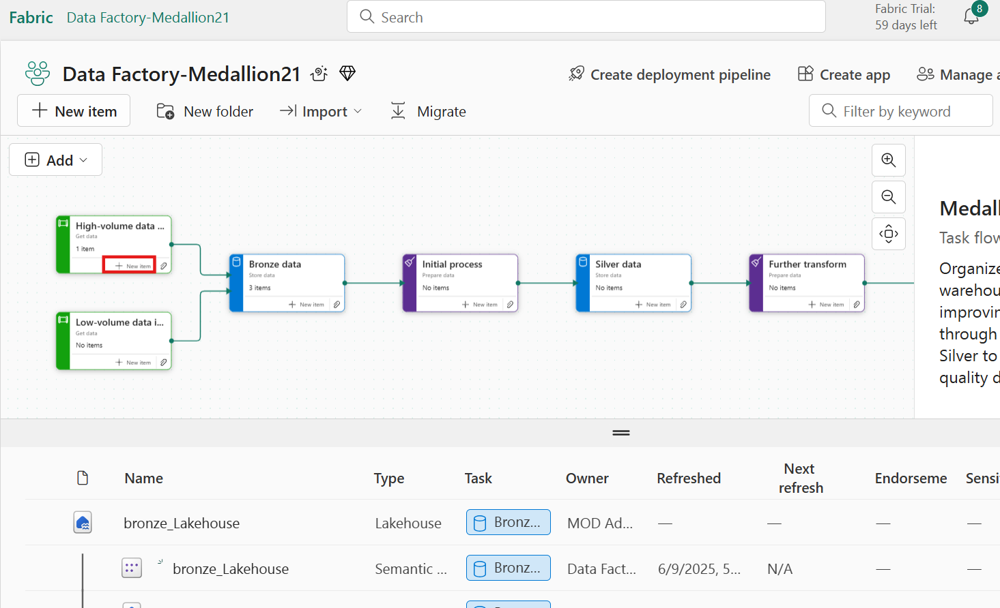 Fabric Data Factory-Medallion21
Search
Fabric Trial:
59 days left
8
Data Factory-Medallion21
Create deployment pipeline
Create app
Manage a
New item
New folder
Import
Migrate
Filter by keyword
Add
High-volume data ...
Get data
1 item
New item
Low-volume data i...
Get data
No items
New item
Bronze data
Store data
3 items
New item
Initial process
Prepare data
No items
New item
Silver data
Store data
No items
New item
Further transform
Prepare data
No items
New item
Medall
Task flow
Organize
warehou
improvin
through
Silver to
quality d
Name Type Task Owner Refreshed Next refresh Endorseme Sensi
bronze_Lakehouse Lakehouse Bronz... MOD Ad... — — — —
bronze_Lakehouse Semantic ... Bronz... Data Fact... 6/9/2025, 5... N/A — —